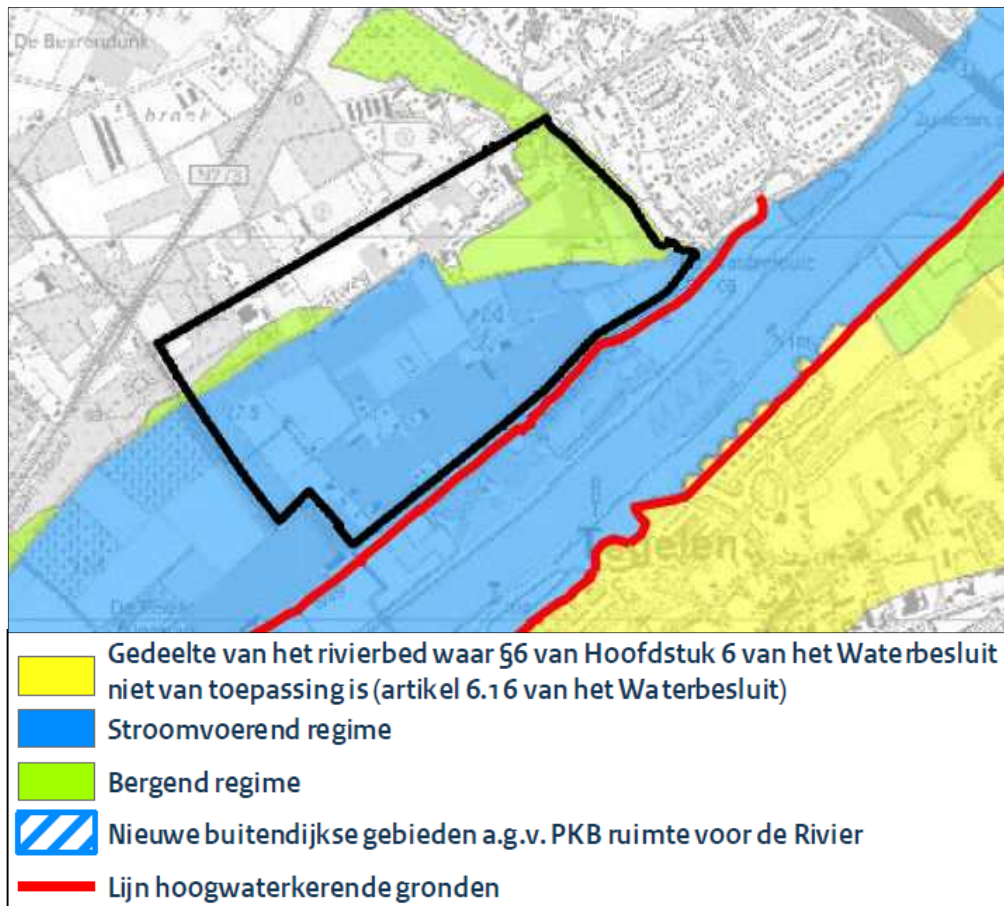 De Beerendonk
MAAS
Tegelen
Gedeelte van het rivierbed waar §6 van Hoofdstuk 6 van het Waterbesluit
niet van toepassing is (artikel 6.16 van het Waterbesluit)
Stroomvoerend regime
Bergend regime
Nieuwe buitendijkse gebieden a.g.v. PKB ruimte voor de Rivier
Lijn hoogwaterkerende gronden